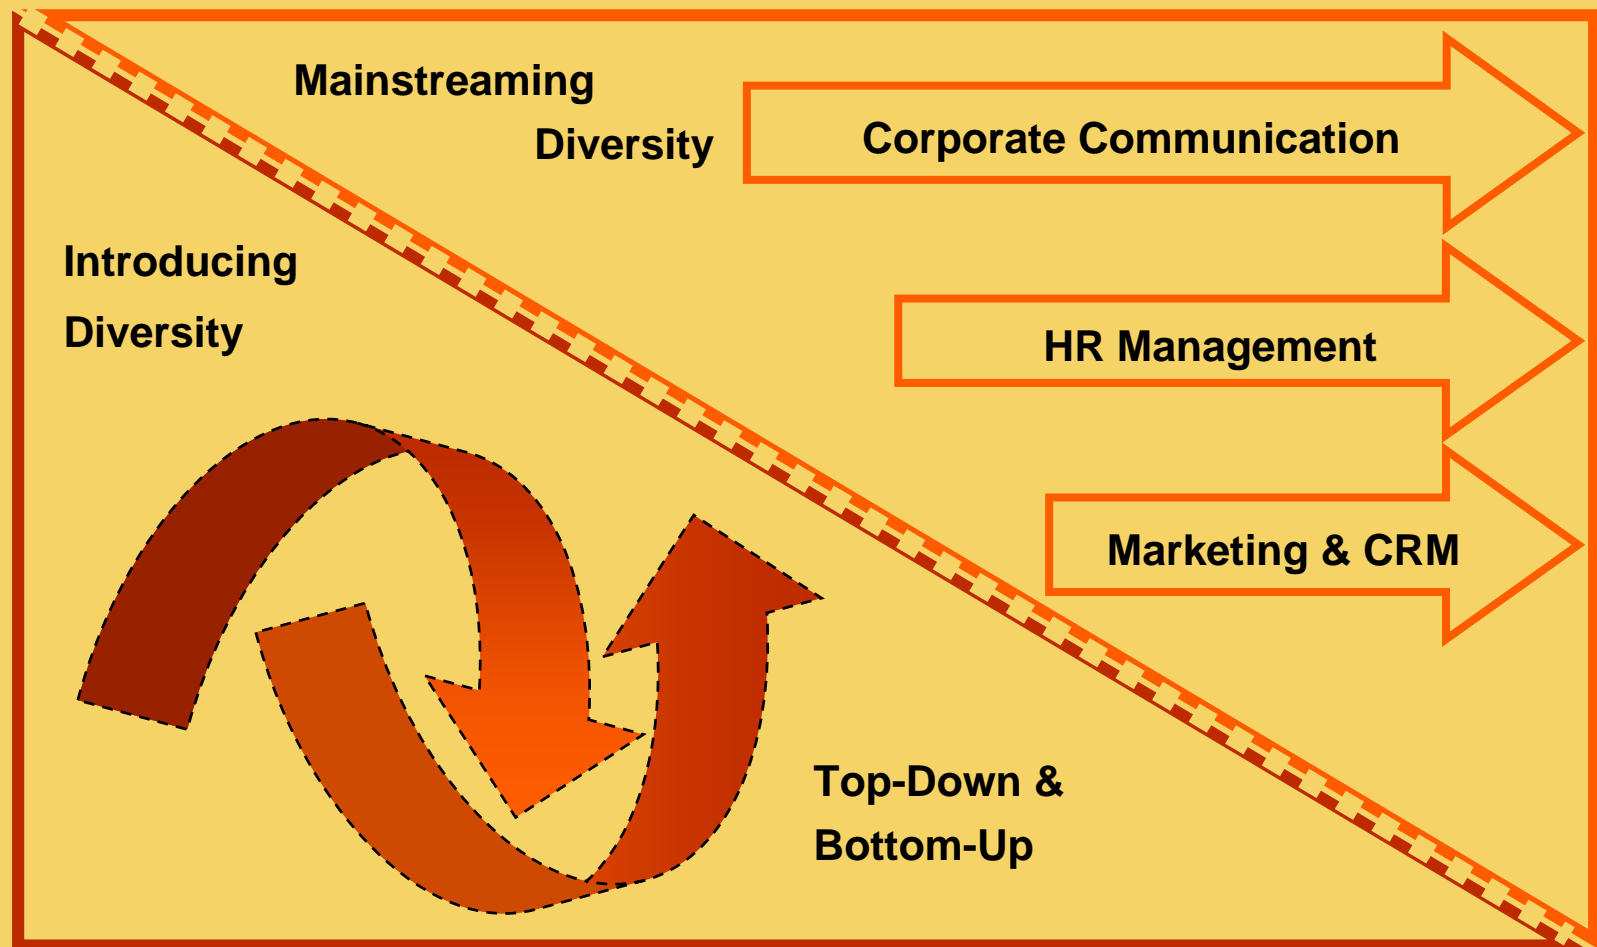 Mainstreaming
Diversity
Corporate Communication
Introducing
Diversity
HR Management
Marketing & CRM
Top-Down &
Bottom-Up